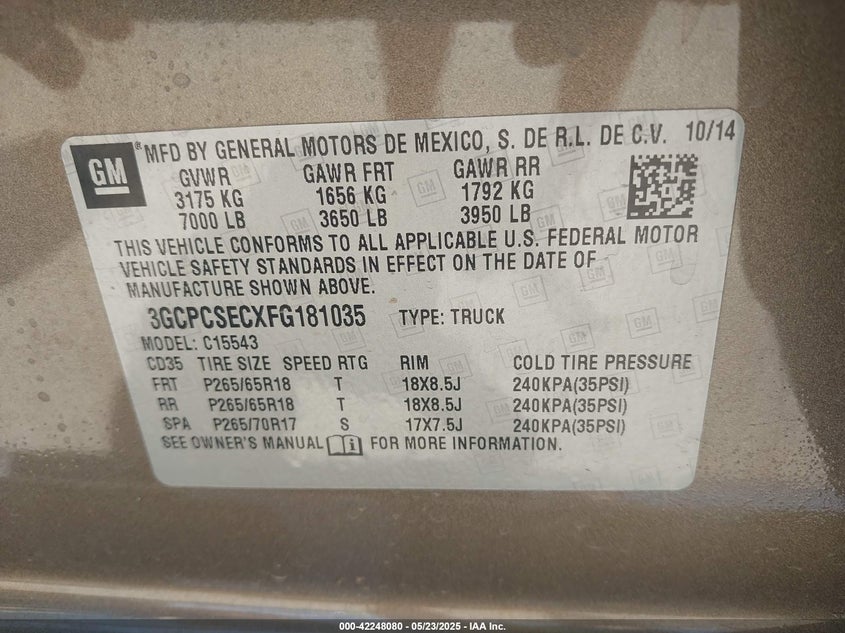 GM ® MFD BY GENERAL MOTORS DE MEXICO, S. DE R.L. DE C.V. 10/14
GVWR GAWR FRT GAWR RR
3175 KG 1656 KG 1792 KG
7000 LB 3650 LB 3950 LB
THIS VEHICLE CONFORMS TO ALL APPLICABLE U.S. FEDERAL MOTOR
VEHICLE SAFETY STANDARDS IN EFFECT ON THE DATE OF
MANUFACTURE SHOWN ABOVE.
3GCPCSECXFG181035 TYPE: TRUCK
MODEL: C15543
CD35 TIRE SIZE SPEED RTG RIM COLD TIRE PRESSURE
FRT P265/65R18 T 18X8.5J 240KPA(35PSI)
RR P265/65R18 T 18X8.5J 240KPA(35PSI)
SPA P265/70R17 S 17X7.5J 240KPA(35PSI)
SEE OWNER'S MANUAL FOR MORE INFORMATION.
000-42248080 - 05/23/2025 - IAA Inc.